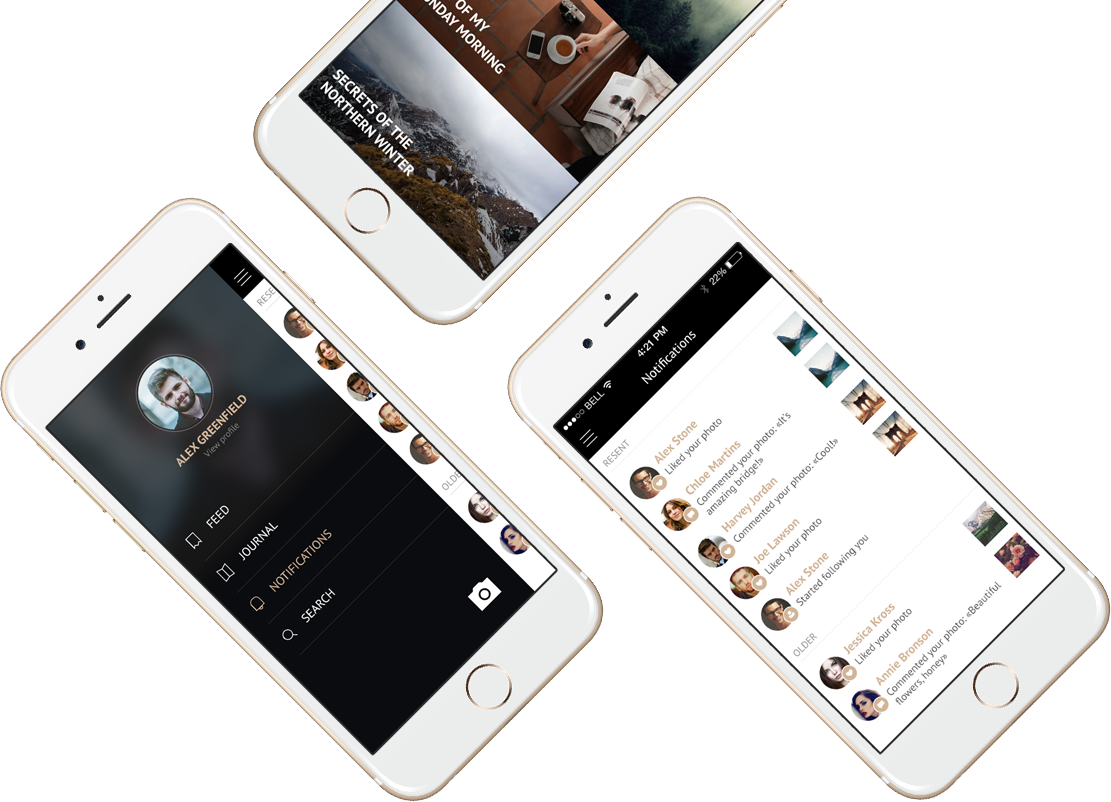 OF MY
NDAY MORNING
SECRETS OF THE
NORTHERN WINTER
RESE
ALEX GREENFIELD
View profile
FEED
JOURNAL
NOTIFICATIONS
SEARCH
OLD
BELL
4:21 PM
22%
Notifications
RESENT
Alex Stone
Liked your photo
Chloe Martins
Commented your photo: «It's
amazing bridge!»
Harvey Jordan
Commented your photo: «Cool!»
Joe Lawson
Liked your photo
Alex Stone
Started following you
OLDER
Jessica Kross
Liked your photo
Annie Bronson
Commented your photo: «Beautiful
flowers, honey»